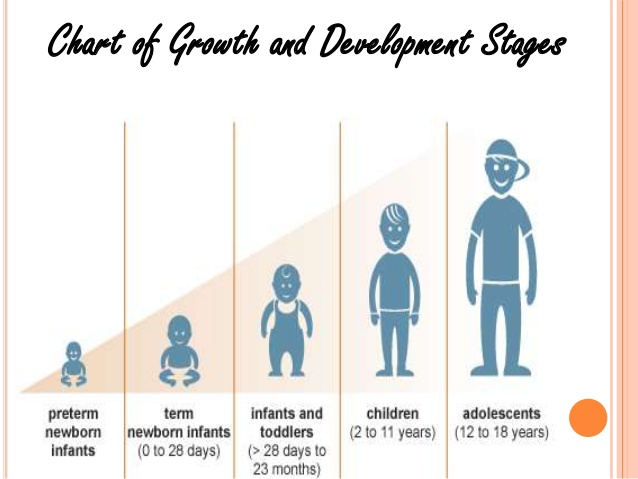 Chart of Growth and Development Stages
preterm
newborn
infants
term
newborn infants
(0 to 28 days)
infants and
toddlers
(> 28 days to
23 months)
children
(2 to 11 years)
adolescents
(12 to 18 years)